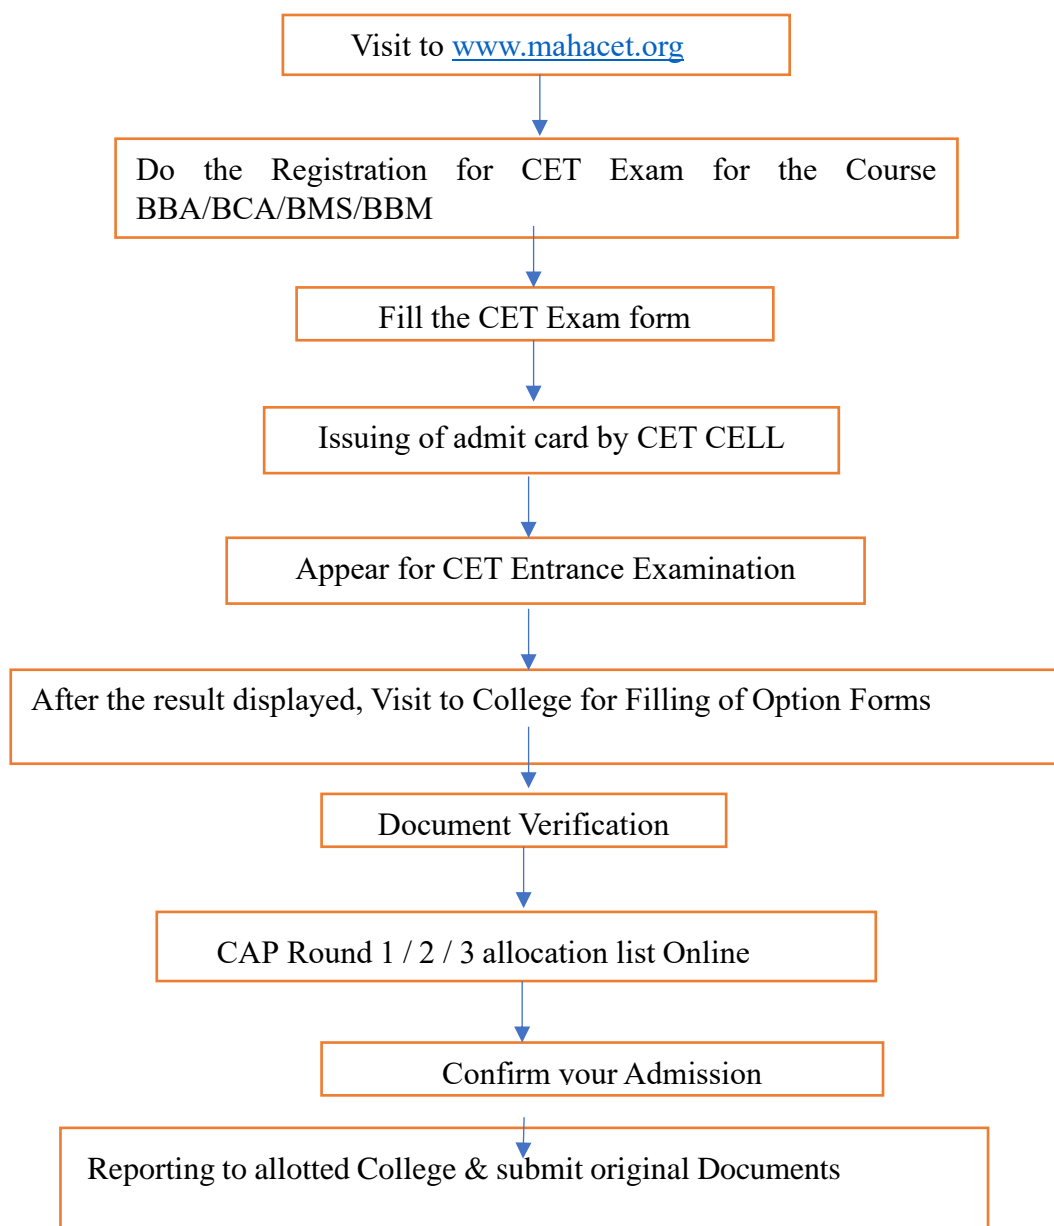 Visit to www.mahacet.org
Do the Registration for CET Exam for the Course
BBA/BCA/BMS/BBM
Fill the CET Exam form
Issuing of admit card by CET CELL
Appear for CET Entrance Examination
After the result displayed, Visit to College for Filling of Option Forms
Document Verification
CAP Round 1 / 2 / 3 allocation list Online
Confirm your Admission
Reporting to allotted College & submit original Documents